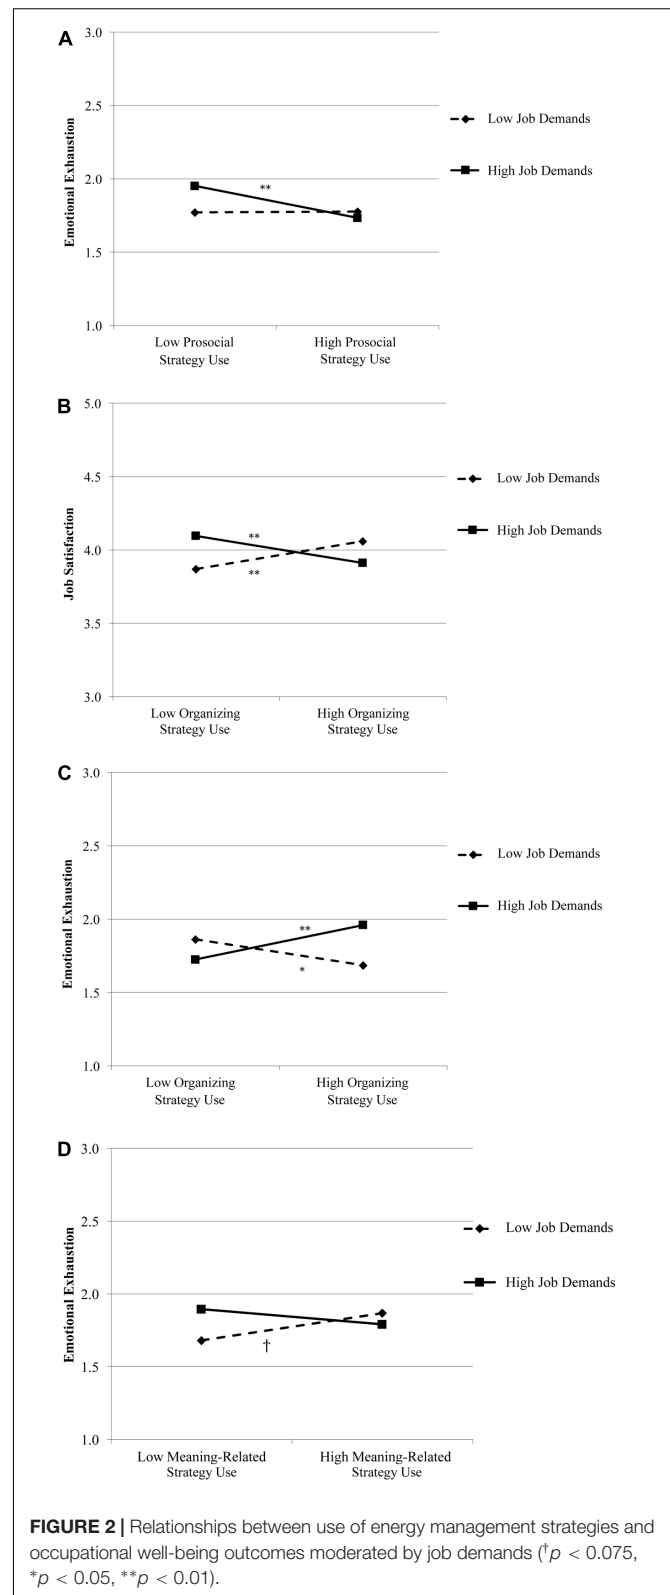 A
3.0
2.5
2.0
1.5
1.0
Emotional Exhaustion
**
Low Prosocial
Strategy Use
High Prosocial
Strategy Use
Low Job Demands
High Job Demands
B
5.0
4.5
4.0
3.5
3.0
Job Satisfaction
**
**
Low Organizing
Strategy Use
High Organizing
Strategy Use
Low Job Demands
High Job Demands
C
3.0
2.5
2.0
1.5
1.0
Emotional Exhaustion
**
*
Low Organizing
Strategy Use
High Organizing
Strategy Use
Low Job Demands
High Job Demands
D
3.0
2.5
2.0
1.5
1.0
Emotional Exhaustion
†
Low Meaning-Related
Strategy Use
High Meaning-Related
Strategy Use
Low Job Demands
High Job Demands
FIGURE 2 | Relationships between use of energy management strategies and
occupational well-being outcomes moderated by job demands (†p < 0.075,
*p < 0.05, **p < 0.01).